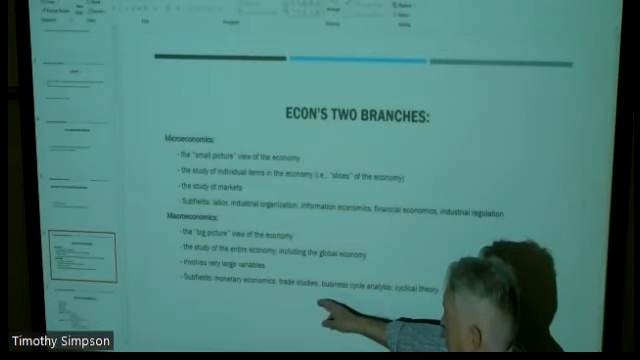 ECON'S TWO BRANCHES:
Microeconomics:
- the "small picture" view of the economy
- the study of individual items in the economy (i.e., "slices" of the economy)
- the study of markets
- Subfields: labor, industrial organization, information economics, financial economics, industrial regulation
Macroeconomics:
- the "big picture" view of the economy
- the study of the entire economy, including the global economy
- involves very large variables
- Subfields: monetary economics, trade studies, business cycle analysis, cyclical theory
Timothy Simpson